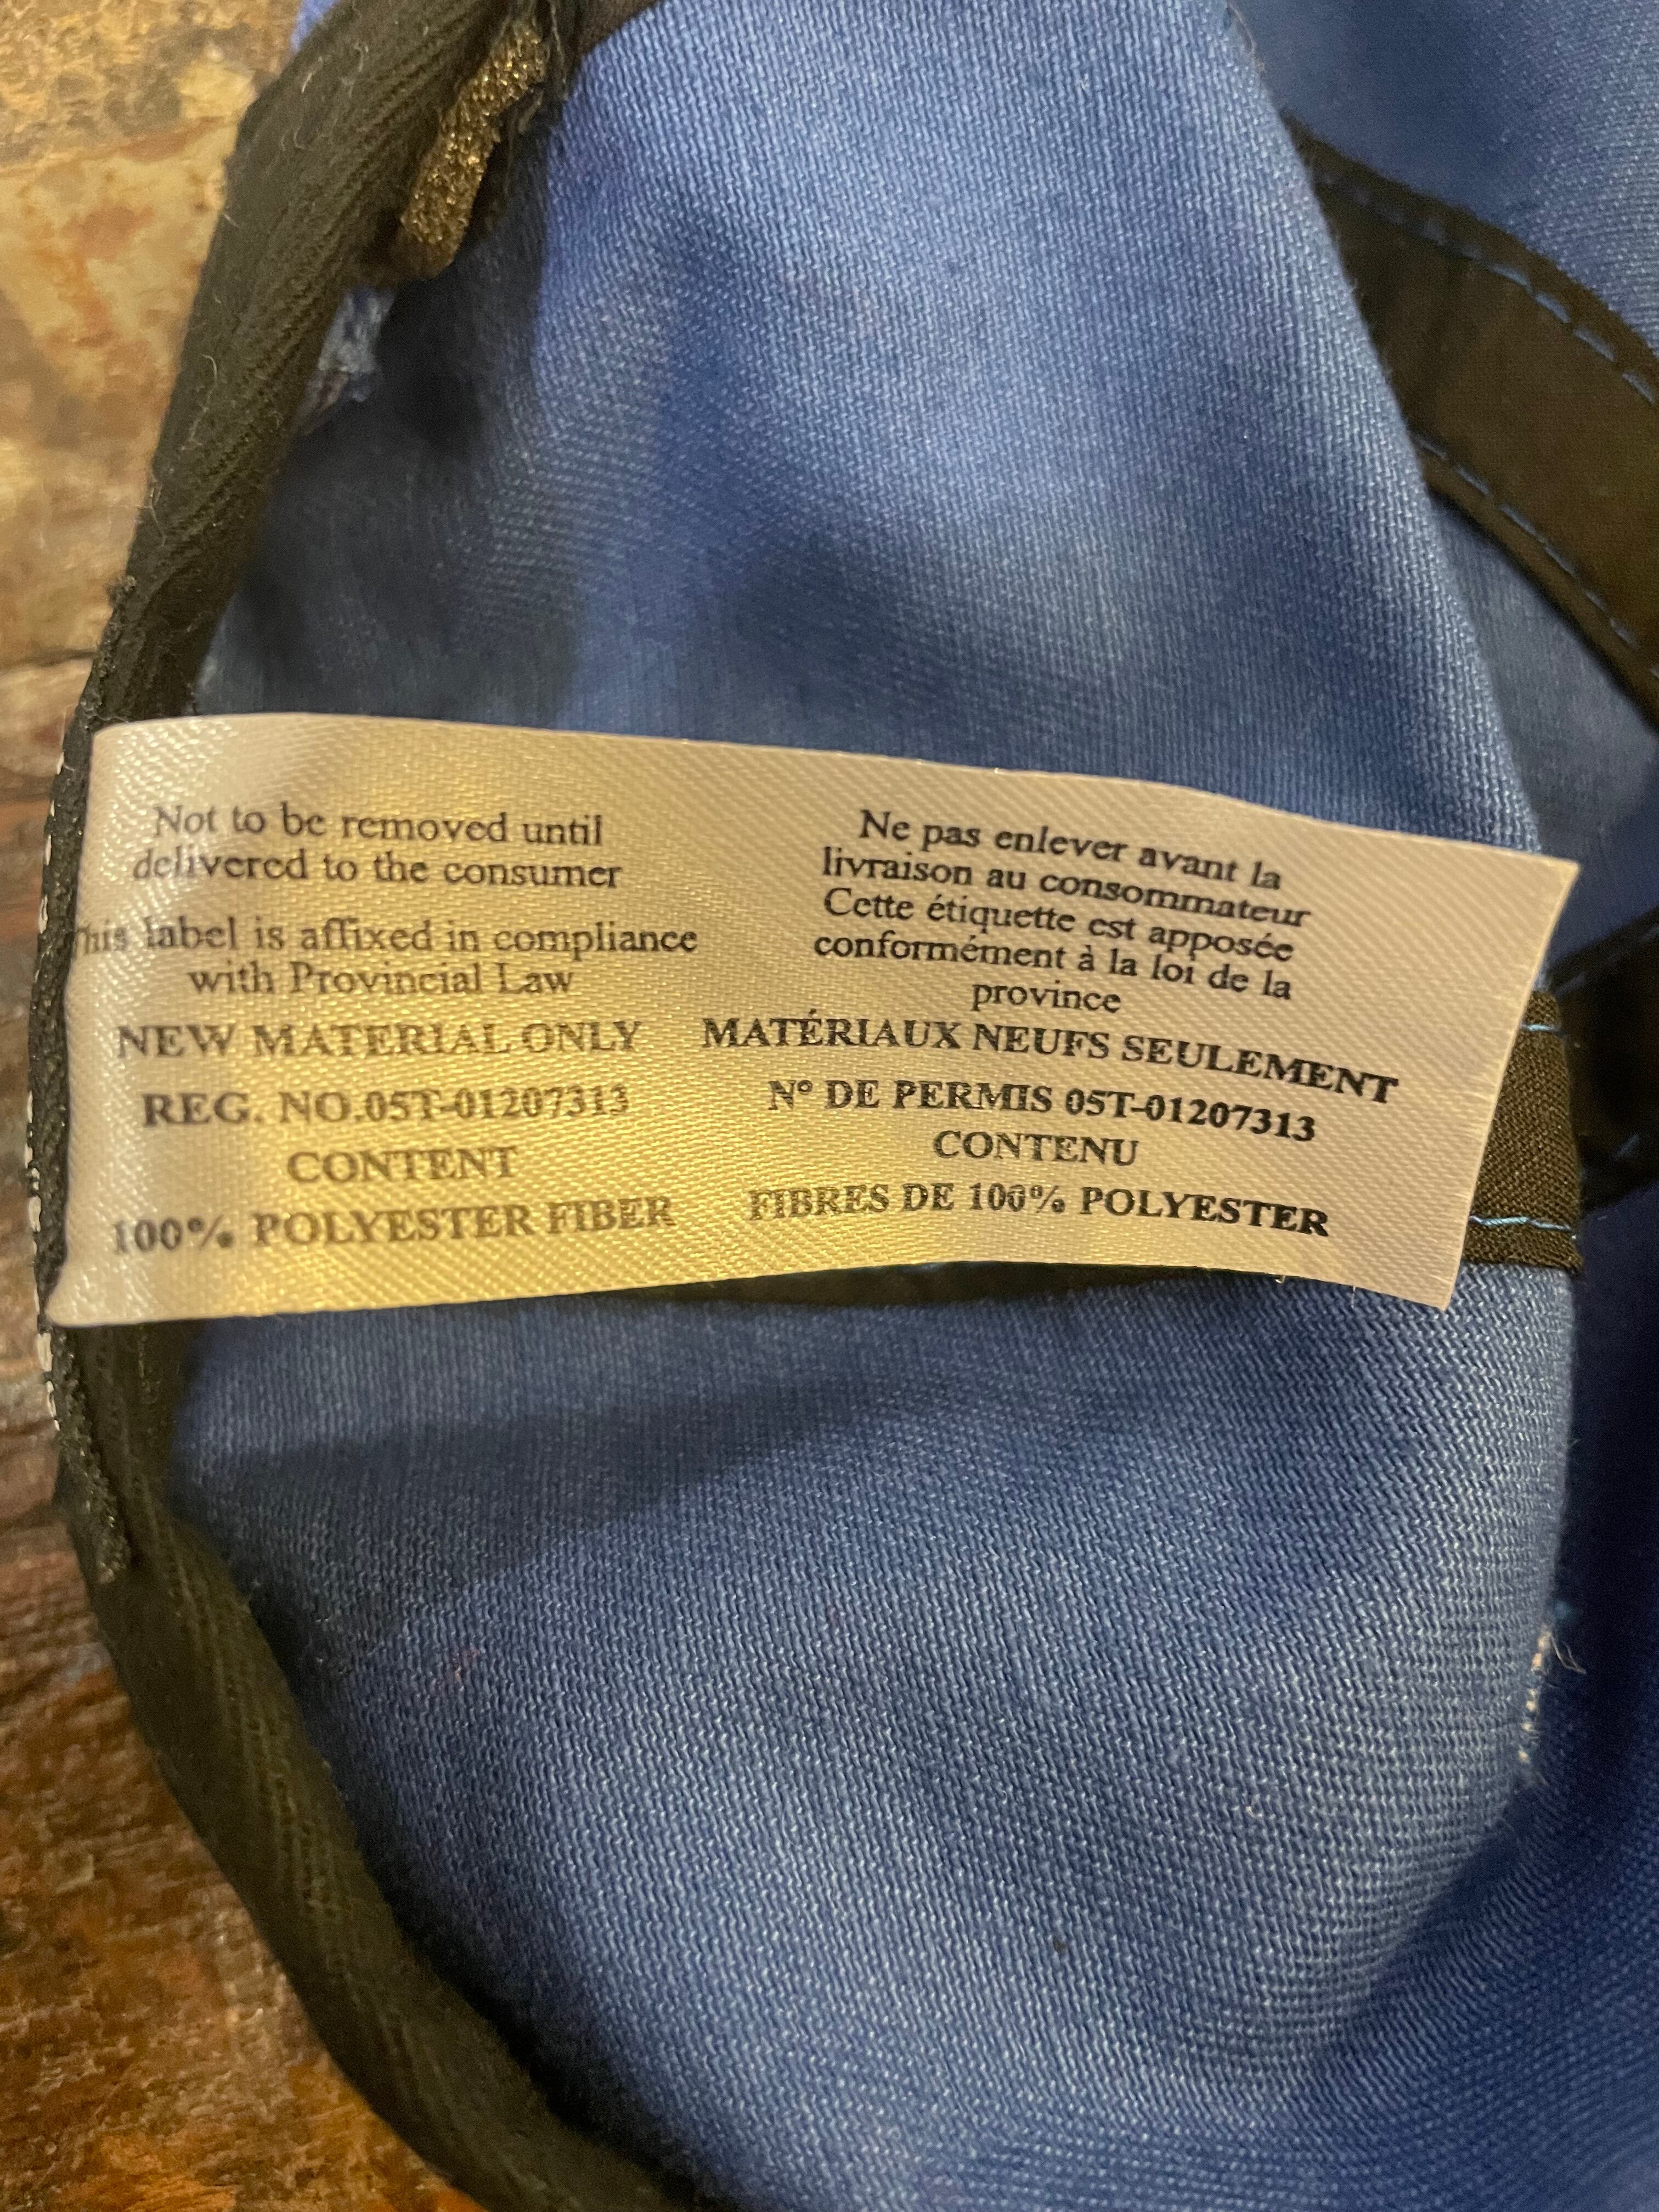 Not to be removed until
delivered to the consumer
This label is affixed in compliance
with Provincial Law
NEW MATERIAL ONLY
REG. NO.05T-01207313
CONTENT
100% POLYESTER FIBER
Ne pas enlever avant la
livraison au consommateur
Cette étiquette est apposée
conformément à la loi de la
province
MATÉRIAUX NEUFS SEULEMENT
N° DE PERMIS 05T-01207313
CONTENU
FIBRES DE 100% POLYESTER